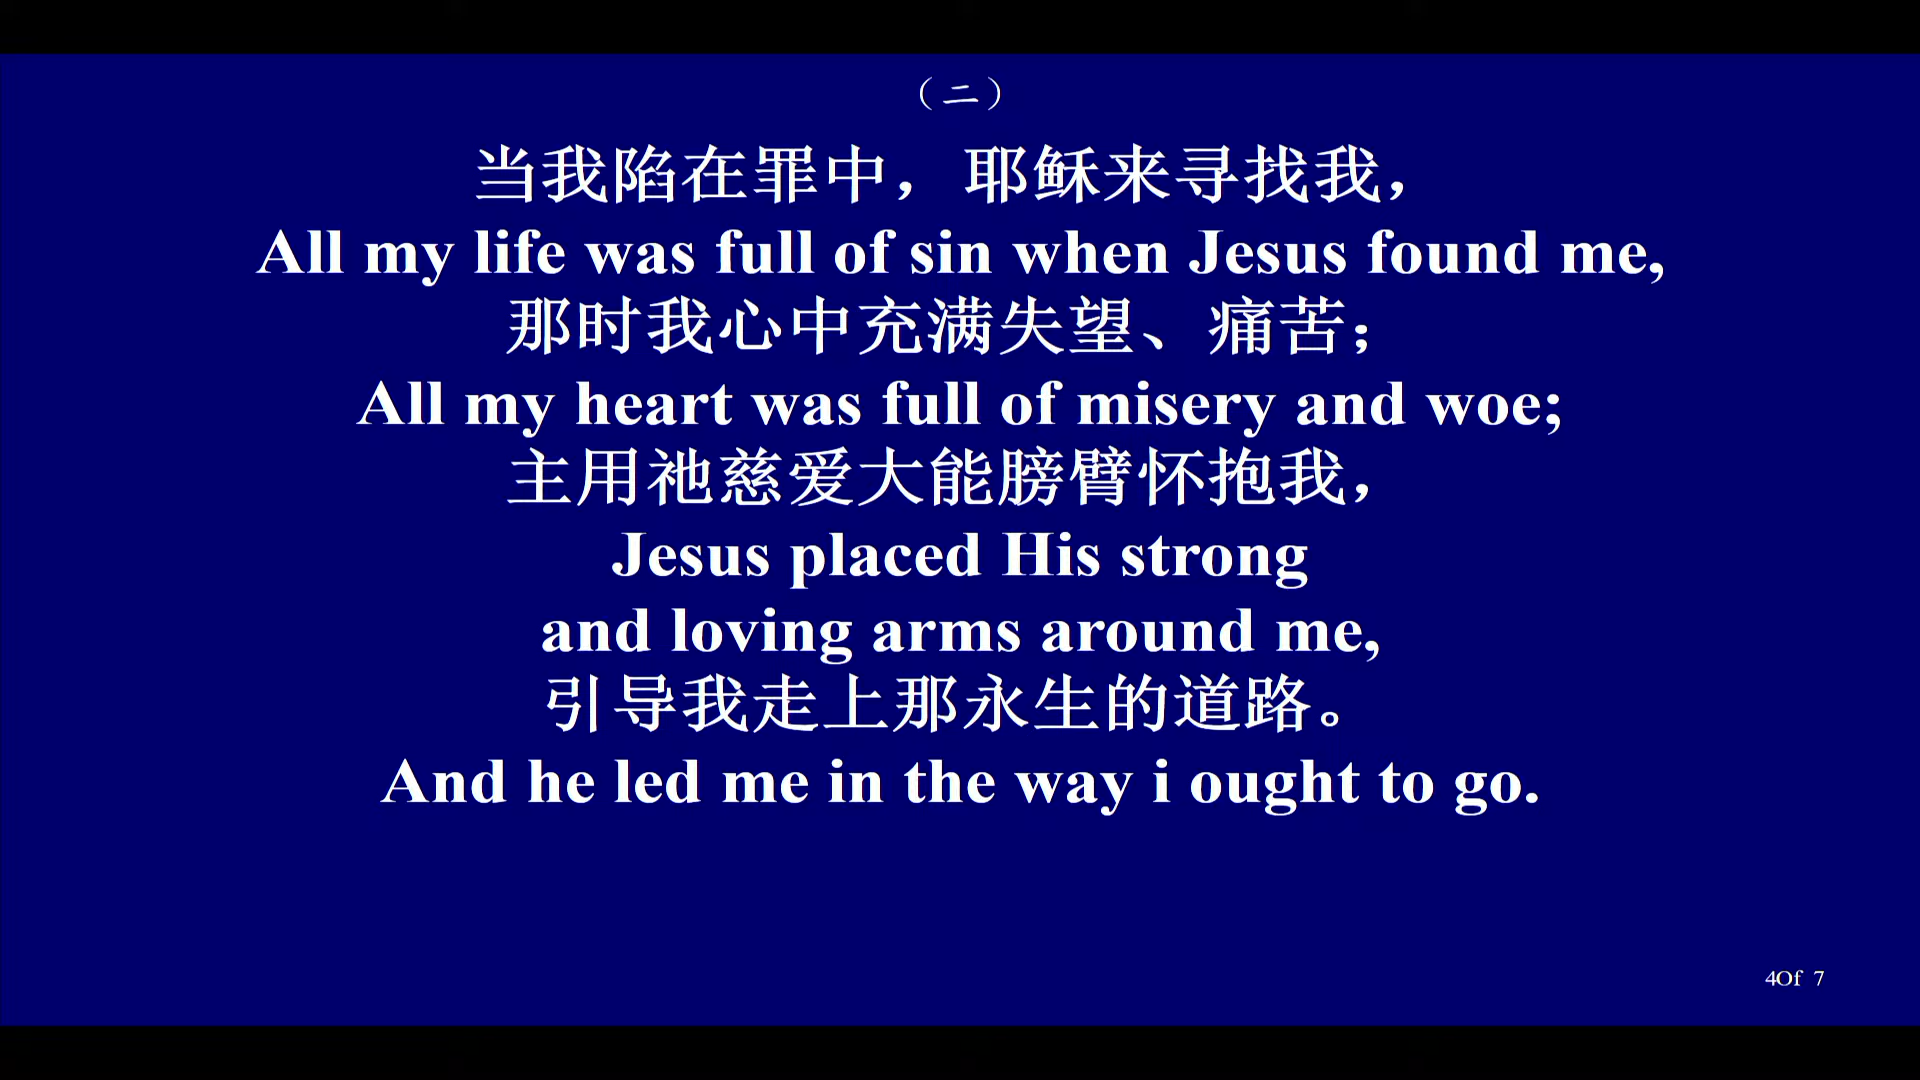 （二）
当我陷在罪中，耶稣来寻找我，
All my life was full of sin when Jesus found me,
那时我心中充满失望、痛苦；
All my heart was full of misery and woe;
主用祂慈爱大能膀臂怀抱我，
Jesus placed His strong
and loving arms around me,
引导我走上那永生的道路。
And he led me in the way i ought to go.
4Of 7